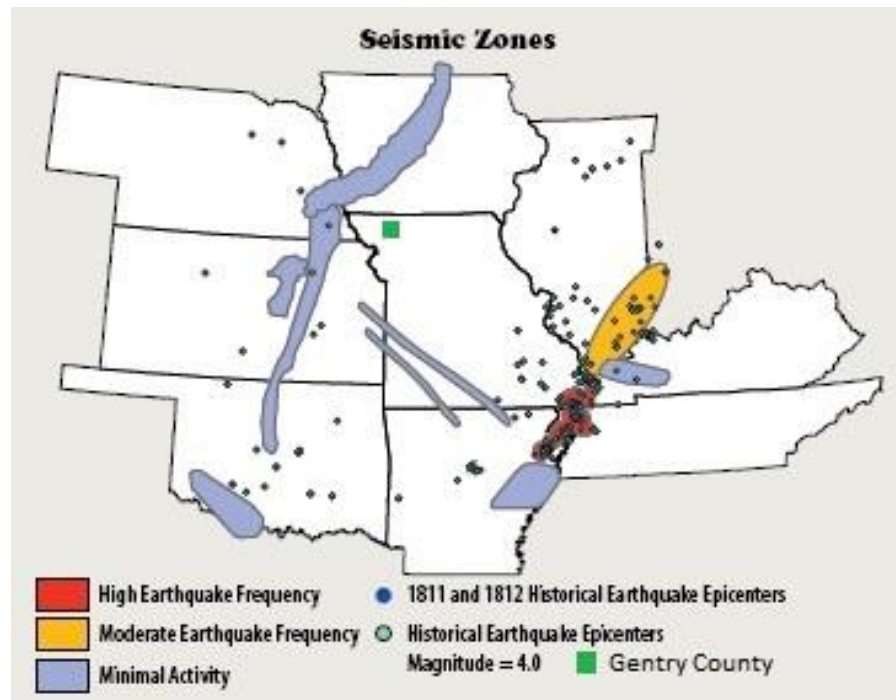 Seismic Zones
High Earthquake Frequency
1811 and 1812 Historical Earthquake Epicenters
Moderate Earthquake Frequency
Historical Earthquake Epicenters
Magnitude = 4.0
Gentry County
Minimal Activity